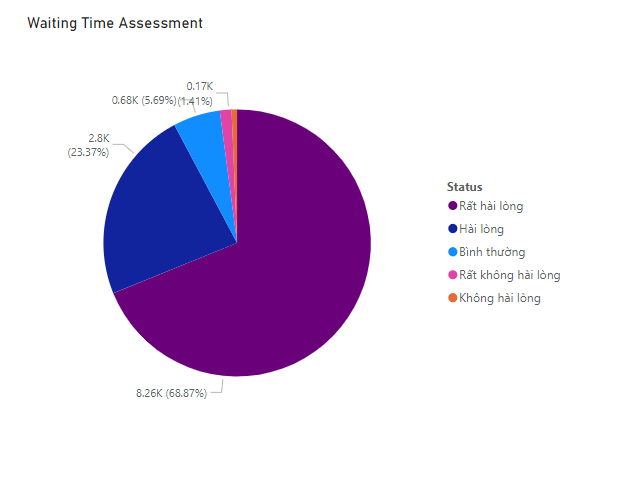 Waiting Time Assessment
0.17K
(1.41%)
0.68K (5.69%)
2.8K
(23.37%)
8.26K (68.87%)
Status
Rất hài lòng
Hài lòng
Bình thường
Rất không hài lòng
Không hài lòng